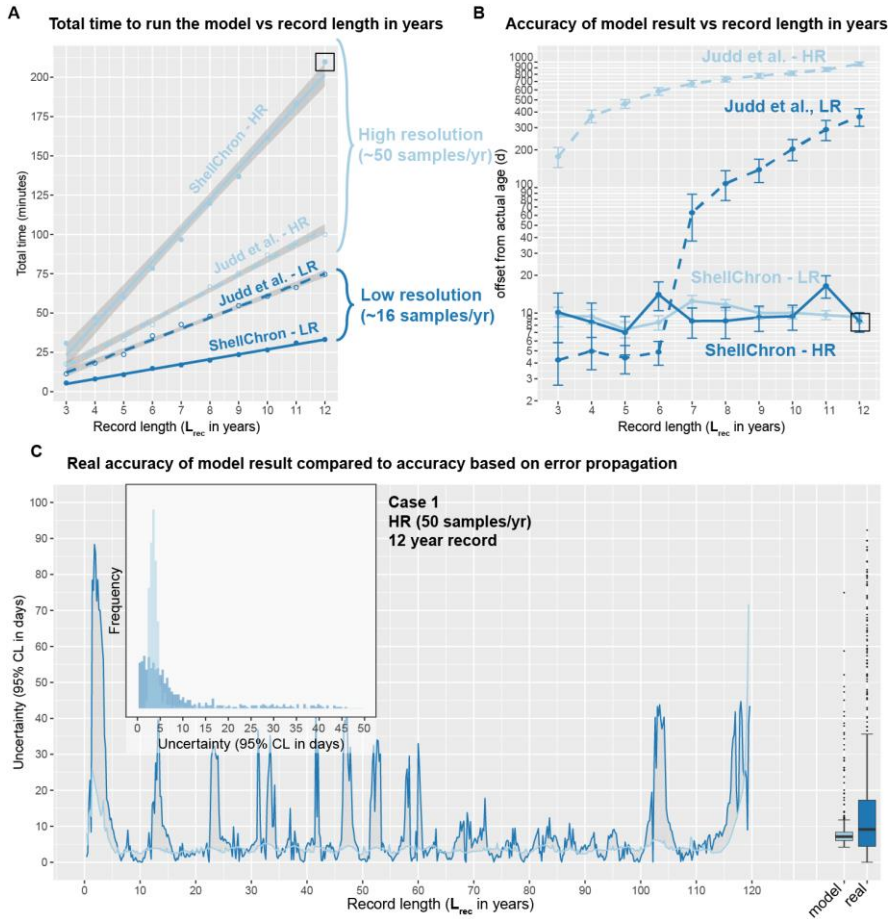 A
Total time to run the model vs record length in years
200
175
150
125
100
75
50
25
0
Total time (minutes)
ShellChron - HR
Judd et al. - HR
Judd et al. - LR
ShellChron - LR
High resolution
(~50 samples/yr)
Low resolution
(~16 samples/yr)
3 4 5 6 7 8 9 10 11 12
Record length (Lrec in years)
B
Accuracy of model result vs record length in years
1000
900
800
700
600
500
400
300
200
100
90
80
70
60
50
40
30
20
10
9
8
7
6
5
4
3
2
offset from actual age (d)
Judd et al. - HR
Judd et al., LR
ShellChron - LR
ShellChron - HR
3 4 5 6 7 8 9 10 11 12
Record length (Lrec in years)
C
Real accuracy of model result compared to accuracy based on error propagation
100
90
80
70
60
50
40
30
20
10
0
Uncertainty (95% CL in days)
Frequency
0 5 10 15 20 25 30 35 40 45 50
Uncertainty (95% CL in days)
Case 1
HR (50 samples/yr)
12 year record
0 10 20 30 40 50 60 70 80 90 100 110 120
Record length (Lrec in years)
model
real